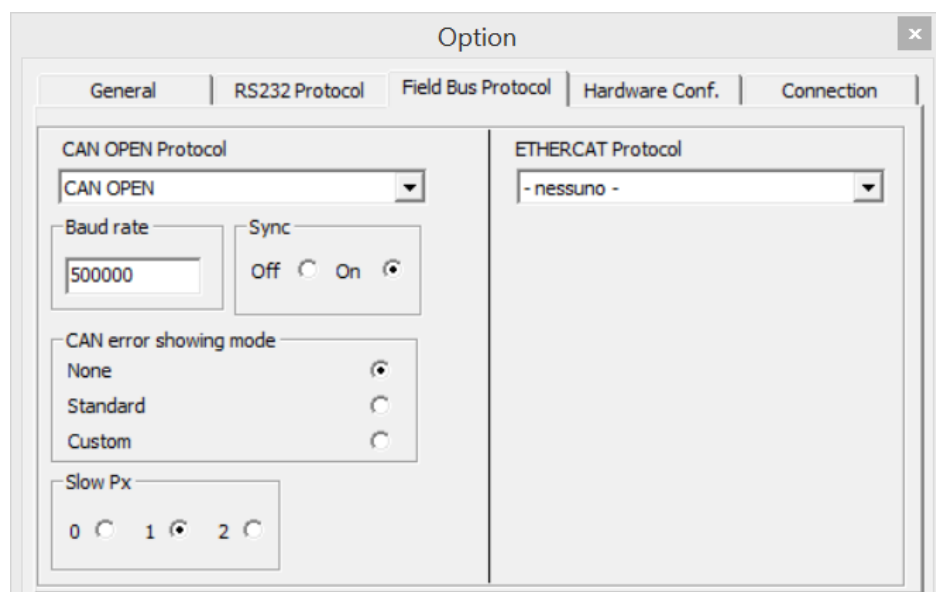 Option
x
General
RS232 Protocol
Field Bus Protocol
Hardware Conf.
Connection
CAN OPEN Protocol
CAN OPEN
Baud rate
500000
Sync
Off On
CAN error showing mode
None
Standard
Custom
Slow Px
0 1 2
ETHERCAT Protocol
- nessuno -